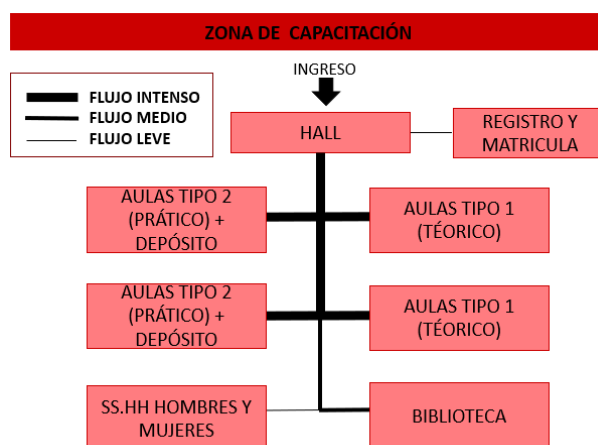 ZONA DE CAPACITACIÓN
INGRESO
FLUJO INTENSO
FLUJO MEDIO
FLUJO LEVE
HALL
REGISTRO Y
MATRICULA
AULAS TIPO 2
(PRÁTICO) +
DEPÓSITO
AULAS TIPO 1
(TÉORICO)
AULAS TIPO 2
(PRÁTICO) +
DEPÓSITO
AULAS TIPO 1
(TÉORICO)
SS.HH HOMBRES Y
MUJERES
BIBLIOTECA